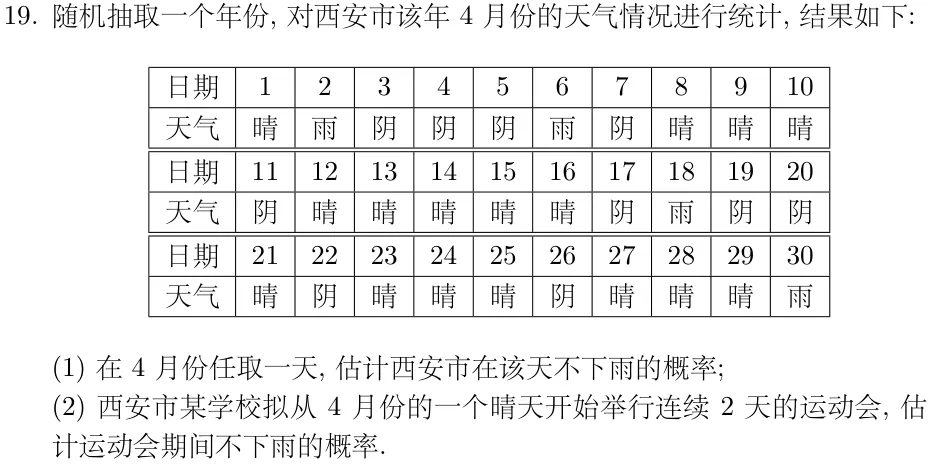 19. 随机抽取一个年份, 对西安市该年 4 月份的天气情况进行统计, 结果如下:
日期 1 2 3 4 5 6 7 8 9 10
天气 晴 雨 阴 阴 阴 雨 阴 晴 晴 晴
日期 11 12 13 14 15 16 17 18 19 20
天气 阴 晴 晴 晴 晴 晴 阴 雨 阴 阴
日期 21 22 23 24 25 26 27 28 29 30
天气 晴 阴 晴 晴 晴 阴 晴 晴 晴 雨
(1) 在 4 月份任取一天, 估计西安市在该天不下雨的概率;
(2) 西安市某学校拟从 4 月份的一个晴天开始举行连续 2 天的运动会, 估
计运动会期间不下雨的概率.